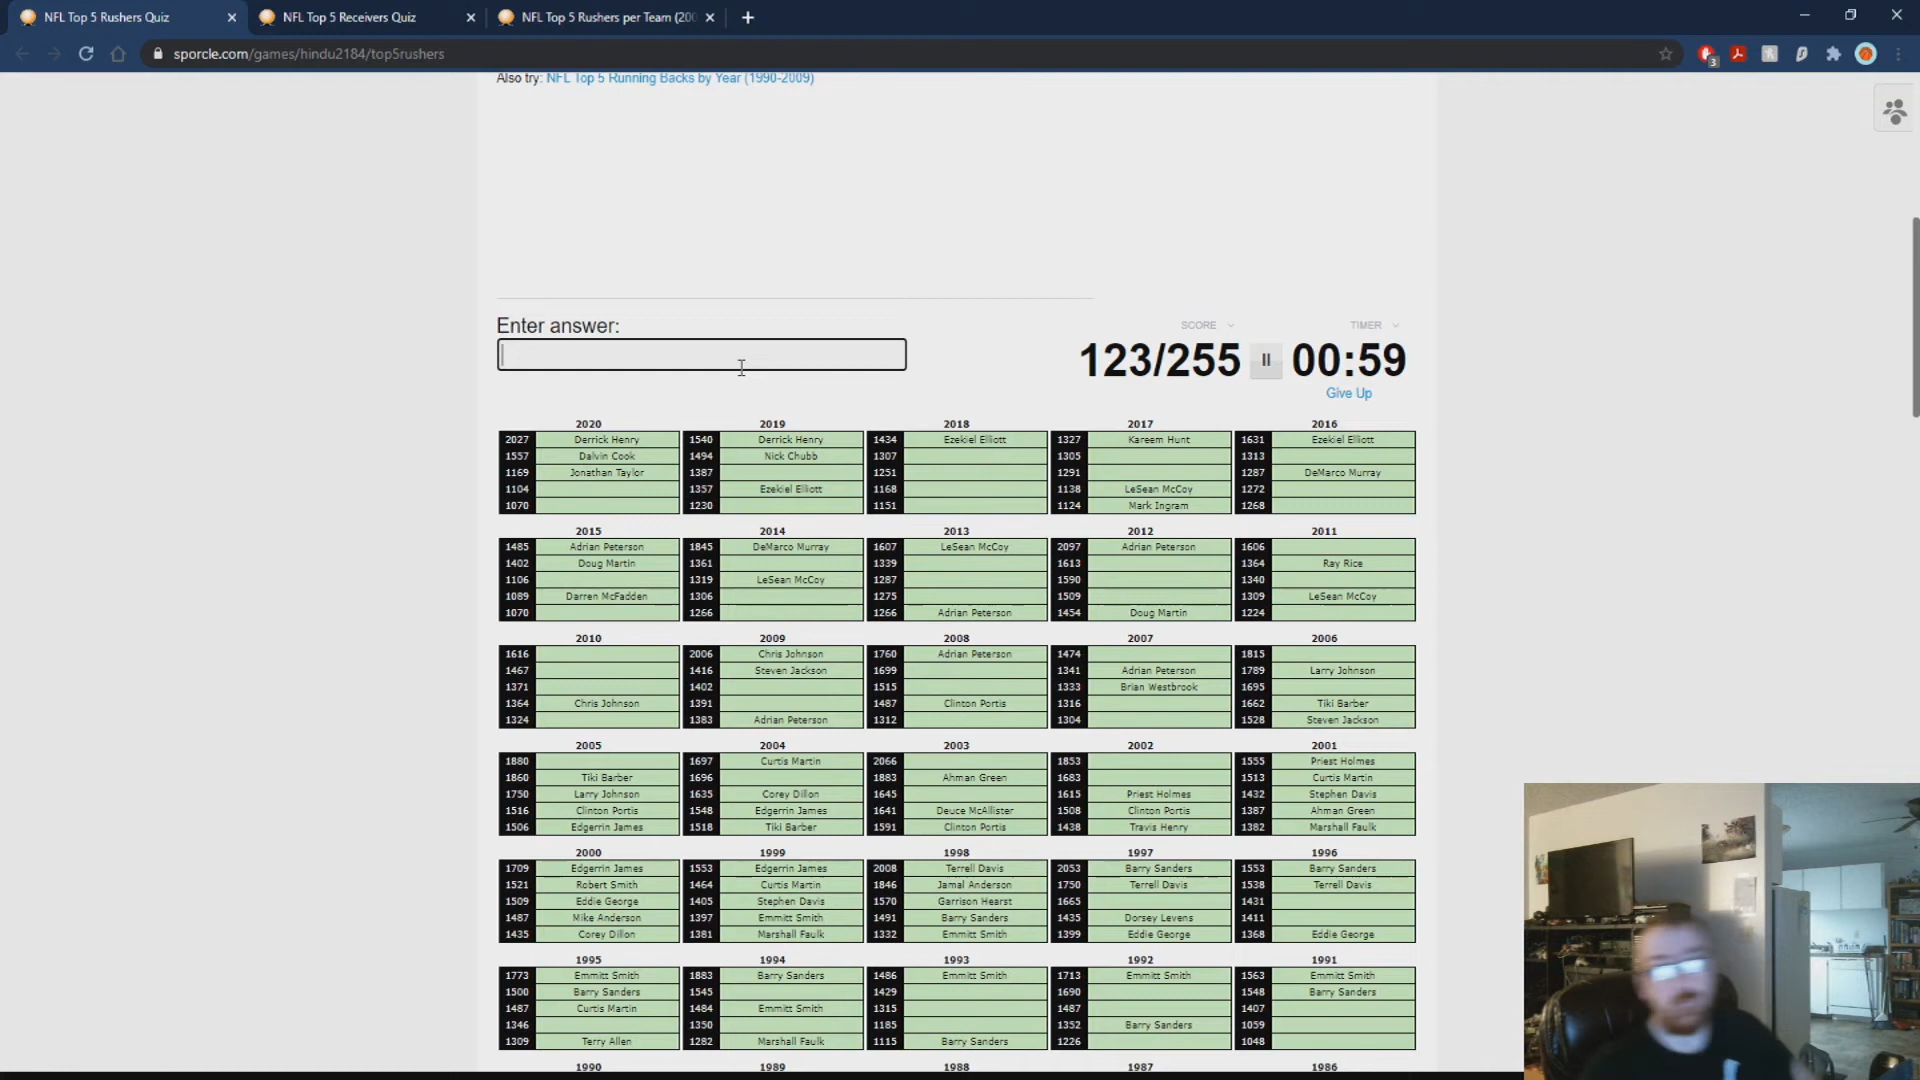 NFL Top 5 Rushers Quiz
NFL Top 5 Receivers Quiz
NFL Top 5 Rushers per Team (200
sporcle.com/games/hindu2184/top5rushers
3
Also try: NFL Top 5 Running Backs by Year (1990-2009)
Enter answer:
SCORE
TIMER
123/255
00:59
Give Up
2020 2019 2018 2017 2016
2027 Derrick Henry 1540 Derrick Henry 1434 Ezekiel Elliott 1327 Kareem Hunt 1631 Ezekiel Elliott
1557 Dalvin Cook 1494 Nick Chubb 1307 1305 1313
1169 Jonathan Taylor 1387 1251 1291 1287 DeMarco Murray
1104 1357 Ezekiel Elliott 1168 1138 LeSean McCoy 1272
1070 1230 1151 1124 Mark Ingram 1268
2015 2014 2013 2012 2011
1485 Adrian Peterson 1845 DeMarco Murray 1607 LeSean McCoy 2097 Adrian Peterson 1606
1402 Doug Martin 1361 1339 1613 1364 Ray Rice
1106 1319 LeSean McCoy 1287 1590 1340
1089 Darren McFadden 1306 1275 1509 1309 LeSean McCoy
1070 1266 1266 Adrian Peterson 1454 Doug Martin 1224
2010 2009 2008 2007 2006
1616 2006 Chris Johnson 1760 Adrian Peterson 1474 1815
1467 1416 Steven Jackson 1699 1341 Adrian Peterson 1789 Larry Johnson
1371 1402 1515 1333 Brian Westbrook 1695
1364 Chris Johnson 1391 1487 Clinton Portis 1316 1662 Tiki Barber
1324 1383 Adrian Peterson 1312 1304 1528 Steven Jackson
2005 2004 2003 2002 2001
1880 1697 Curtis Martin 2066 1853 1555 Priest Holmes
1860 Tiki Barber 1696 1883 Ahman Green 1683 1513 Curtis Martin
1750 Larry Johnson 1635 Corey Dillon 1645 1615 Priest Holmes 1432 Stephen Davis
1516 Clinton Portis 1548 Edgerrin James 1641 Deuce McAllister 1508 Clinton Portis 1387 Ahman Green
1506 Edgerrin James 1518 Tiki Barber 1591 Clinton Portis 1438 Travis Henry 1382 Marshall Faulk
2000 1999 1998 1997 1996
1709 Edgerrin James 1553 Edgerrin James 2008 Terrell Davis 2053 Barry Sanders 1553 Barry Sanders
1521 Robert Smith 1464 Curtis Martin 1846 Jamal Anderson 1750 Terrell Davis 1538 Terrell Davis
1509 Eddie George 1405 Stephen Davis 1570 Garrison Hearst 1665 1431
1487 Mike Anderson 1397 Emmitt Smith 1491 Barry Sanders 1435 Dorsey Levens 1411
1435 Corey Dillon 1381 Marshall Faulk 1332 Emmitt Smith 1399 Eddie George 1368 Eddie George
1995 1994 1993 1992 1991
1773 Emmitt Smith 1883 Barry Sanders 1486 Emmitt Smith 1713 Emmitt Smith 1563 Emmitt Smith
1500 Barry Sanders 1545 1429 1690 1548 Barry Sanders
1487 Curtis Martin 1484 Emmitt Smith 1315 1487 1407
1346 1350 1185 1352 Barry Sanders 1059
1309 Terry Allen 1282 Marshall Faulk 1115 Barry Sanders 1226 1048
1990 1989 1988 1987 1986